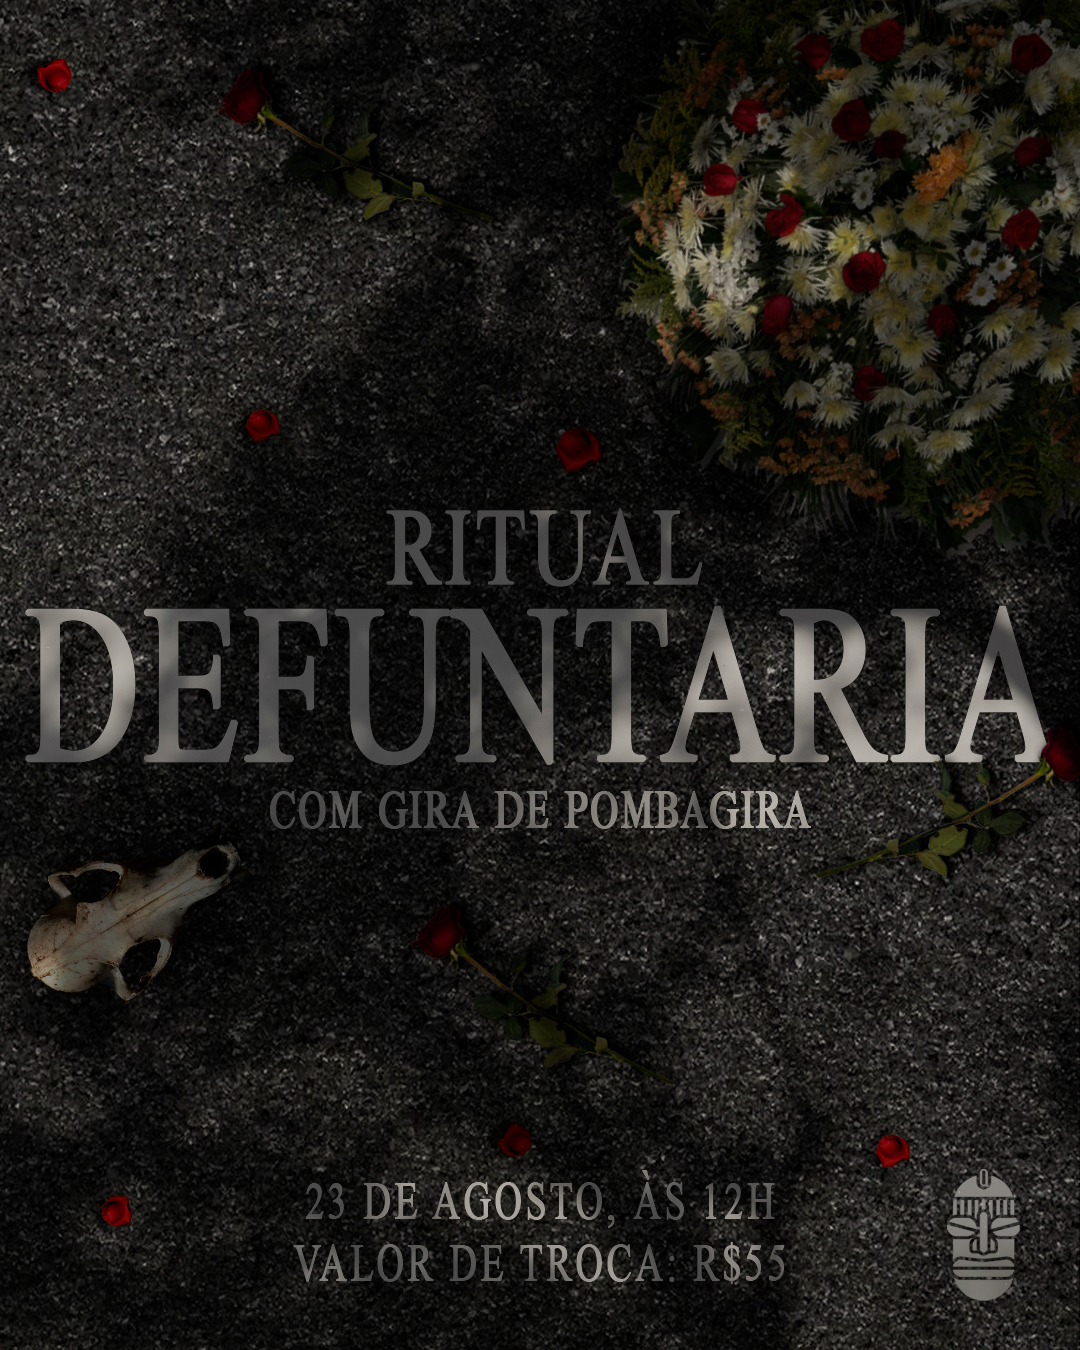 RITUAL
DEFUNTARIA
COM GIRA DE POMBAGIRA
23 DE AGOSTO, ÀS 12H
VALOR DE TROCA: R$55